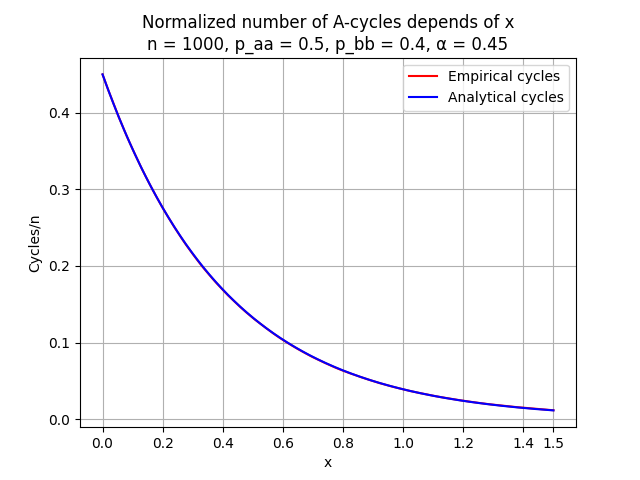 Normalized number of A-cycles depends of x
n = 1000, p_aa = 0.5, p_bb = 0.4, α = 0.45
Empirical cycles
Analytical cycles
Cycles/n
0.4
0.3
0.2
0.1
0.0
0.0 0.2 0.4 0.6 0.8 1.0 1.2 1.4 1.5
x